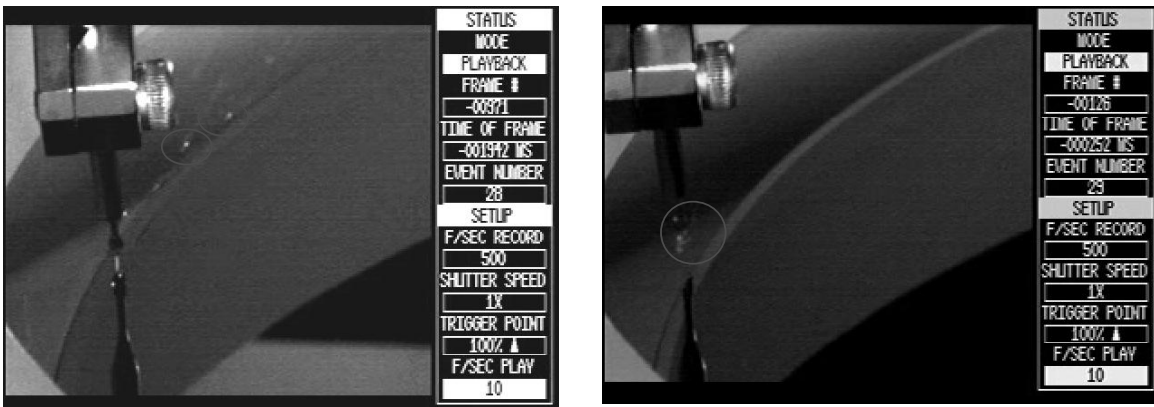 STATUS
MODE
PLAYBACK
FRAME #
-00971
TIME OF FRAME
-001942 MS
EVENT NUMBER
28
SETUP
F/SEC RECORD
500
SHUTTER SPEED
1X
TRIGGER POINT
100%
F/SEC PLAY
10
STATUS
MODE
PLAYBACK
FRAME #
-00126
TIME OF FRAME
-000252 MS
EVENT NUMBER
29
SETUP
F/SEC RECORD
500
SHUTTER SPEED
1X
TRIGGER POINT
100%
F/SEC PLAY
10